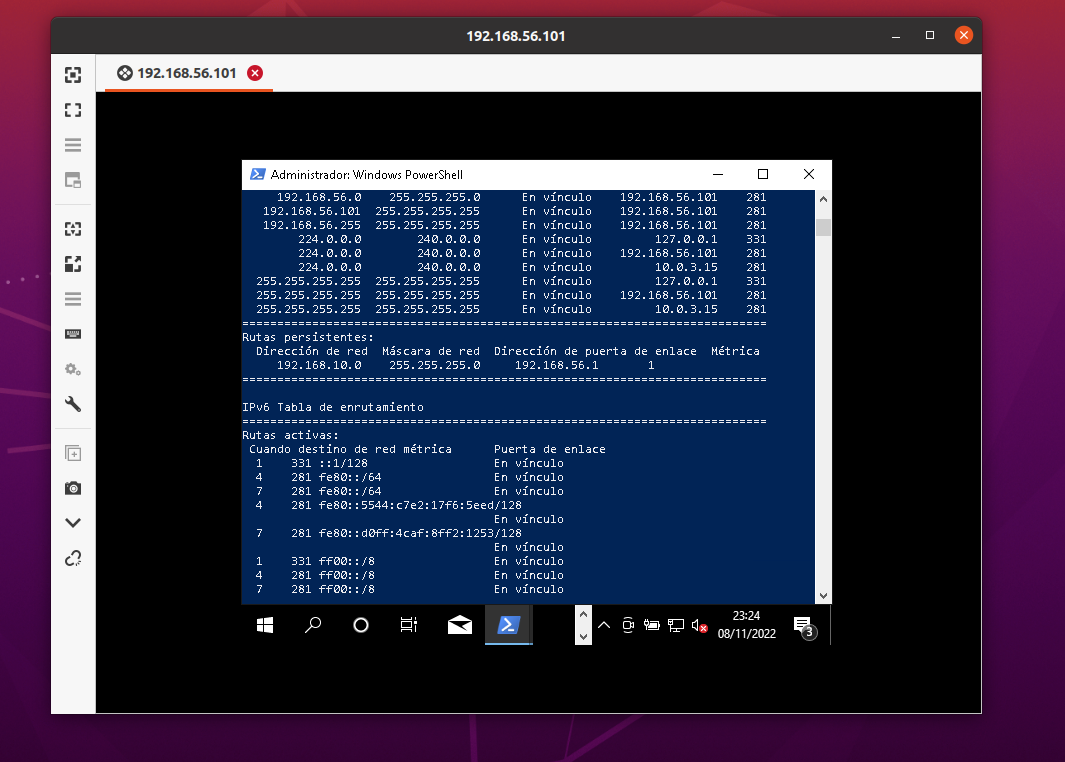 192.168.56.101
192.168.56.101
Administrador: Windows PowerShell
192.168.56.0 255.255.255.0 En vínculo 192.168.56.101 281
192.168.56.101 255.255.255.255 En vínculo 192.168.56.101 281
192.168.56.255 255.255.255.255 En vínculo 192.168.56.101 281
224.0.0.0 240.0.0.0 En vínculo 127.0.0.1 331
224.0.0.0 240.0.0.0 En vínculo 192.168.56.101 281
224.0.0.0 240.0.0.0 En vínculo 10.0.3.15 281
255.255.255.255 255.255.255.255 En vínculo 127.0.0.1 331
255.255.255.255 255.255.255.255 En vínculo 192.168.56.101 281
255.255.255.255 255.255.255.255 En vínculo 10.0.3.15 281
===========================================================================
Rutas persistentes:
Dirección de red Máscara de red Dirección de puerta de enlace Métrica
192.168.10.0 255.255.255.0 192.168.56.1 1
===========================================================================
IPv6 Tabla de enrutamiento
===========================================================================
Rutas activas:
Cuando destino de red métrica Puerta de enlace
1 331 ::1/128 En vínculo
4 281 fe80::/64 En vínculo
7 281 fe80::/64 En vínculo
4 281 fe80::5544:c7e2:17f6:5eed/128
En vínculo
7 281 fe80::d0ff:4caf:8ff2:1253/128
En vínculo
1 331 ff00::/8 En vínculo
4 281 ff00::/8 En vínculo
7 281 ff00::/8 En vínculo
23:24
08/11/2022
3